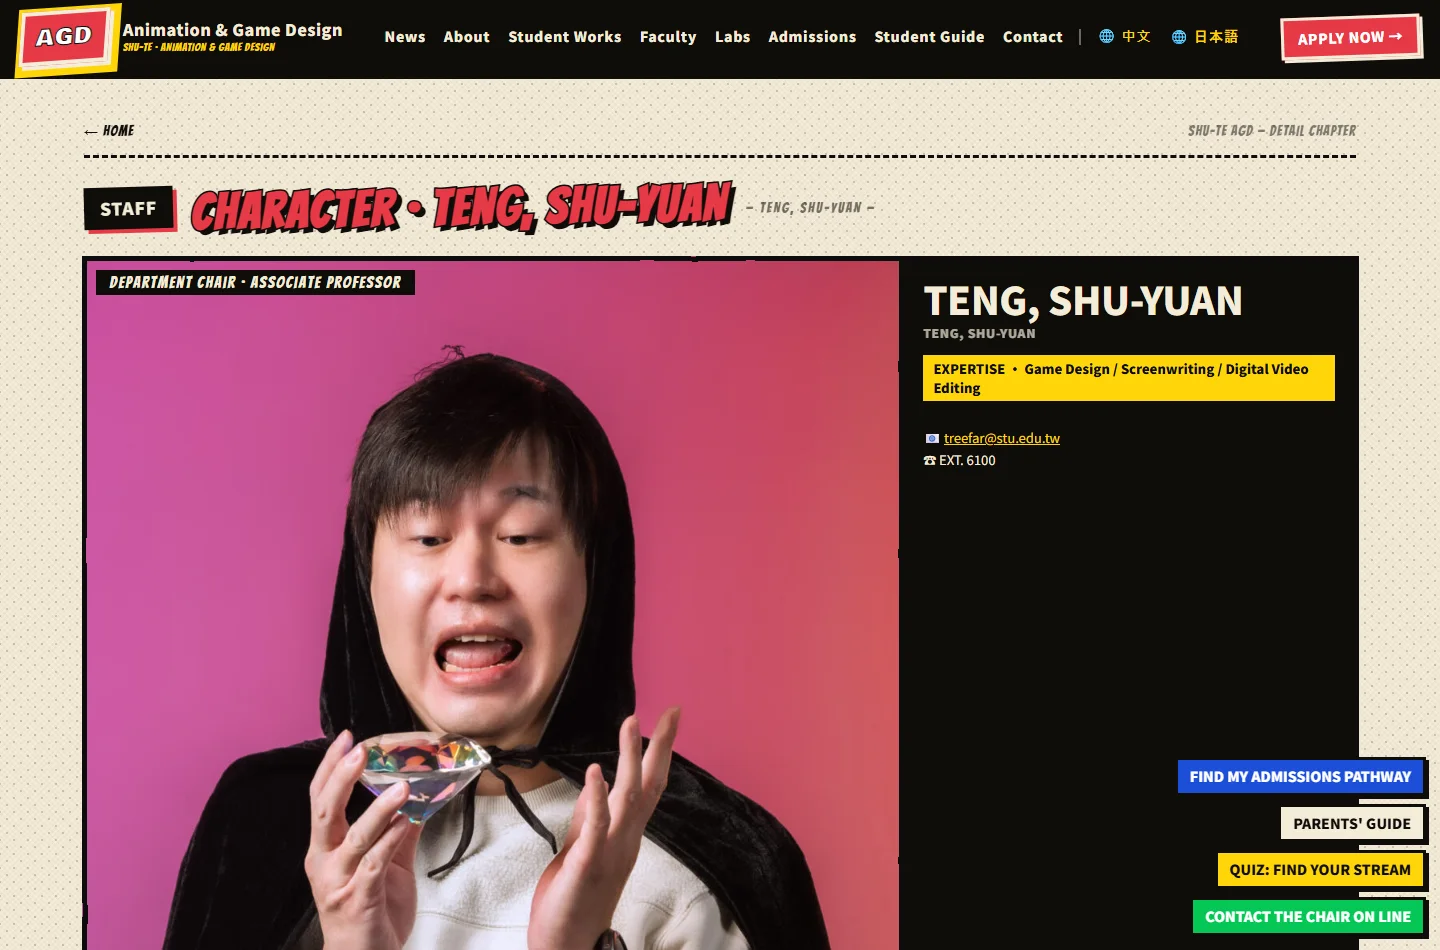 AGD
Animation & Game Design
SHU-TE · ANIMATION & GAME DESIGN
News About Student Works Faculty Labs Admissions Student Guide Contact | 中文 日本語
APPLY NOW →
← HOME
SHU-TE AGD – DETAIL CHAPTER
STAFF
CHARACTER · TENG, SHU-YUAN
– TENG, SHU-YUAN –
DEPARTMENT CHAIR · ASSOCIATE PROFESSOR
TENG, SHU-YUAN
TENG, SHU-YUAN
EXPERTISE • Game Design / Screenwriting / Digital Video
Editing
treefar@stu.edu.tw
☎ EXT. 6100
FIND MY ADMISSIONS PATHWAY
PARENTS' GUIDE
QUIZ: FIND YOUR STREAM
CONTACT THE CHAIR ON LINE